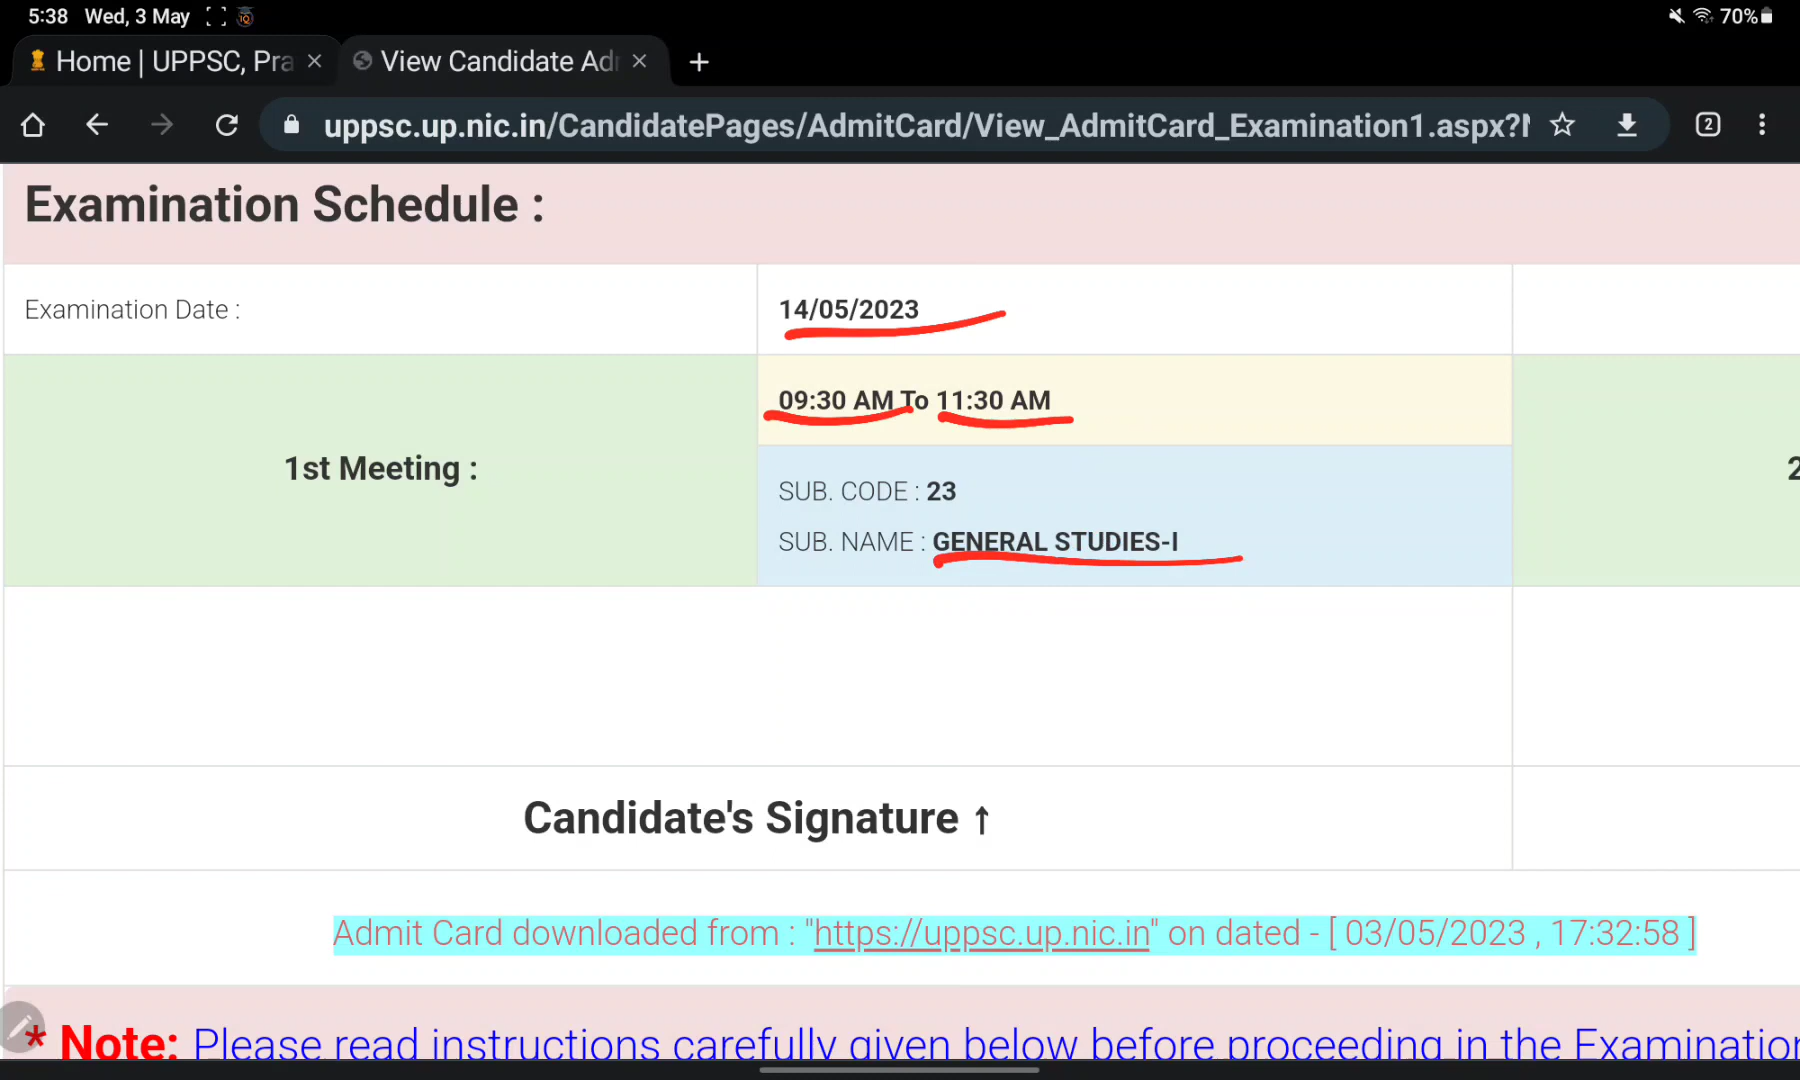 5:38 Wed, 3 May
70%
Home | UPPSC, Pra
View Candidate Adr
uppsc.up.nic.in/CandidatePages/AdmitCard/View_AdmitCard_Examination1.aspx?
2
Examination Schedule :
Examination Date :
14/05/2023
09:30 AM To 11:30 AM
1st Meeting :
2
SUB. CODE : 23
SUB. NAME : GENERAL STUDIES-I
Candidate's Signature ↑
Admit Card downloaded from : "https://uppsc.up.nic.in" on dated - [ 03/05/2023 , 17:32:58 ]
* Note: Please read instructions carefully given below before proceeding in the Examination